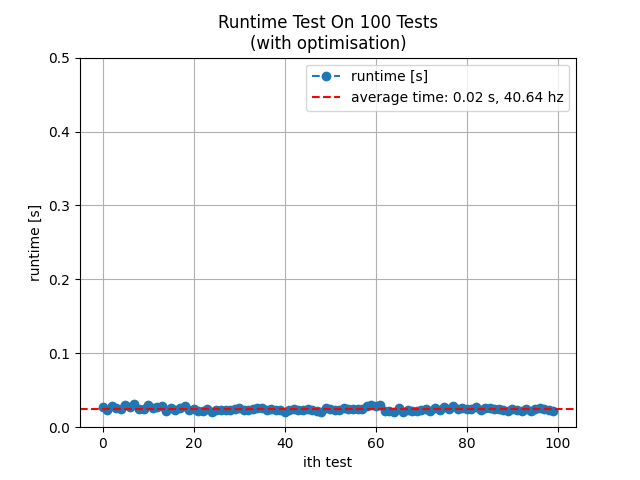 Runtime Test On 100 Tests
(with optimisation)
runtime [s]
average time: 0.02 s, 40.64 hz
0.5
0.4
0.3
0.2
0.1
0.0
runtime [s]
0 20 40 60 80 100
ith test